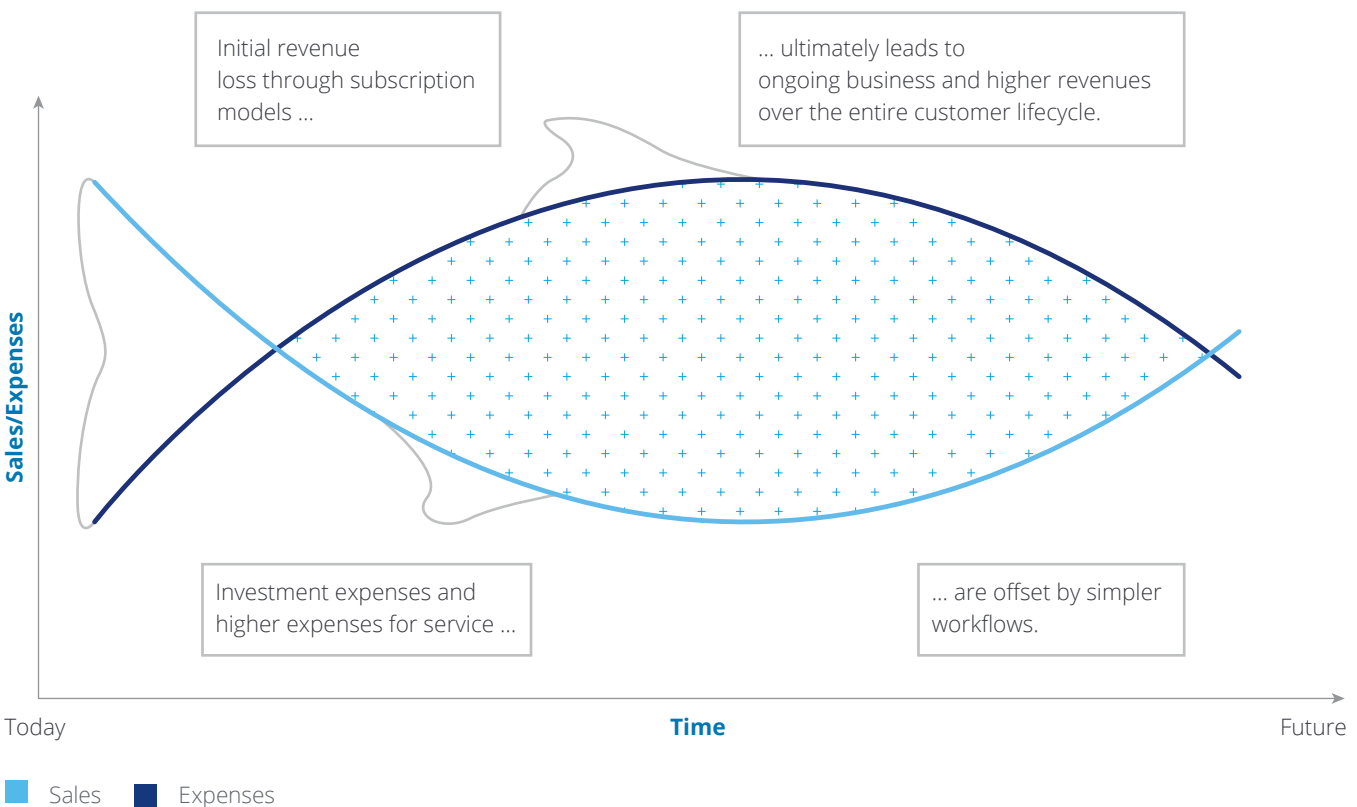 Initial revenue
loss through subscription
models ...
... ultimately leads to
ongoing business and higher revenues
over the entire customer lifecycle.
Sales/Expenses
Investment expenses and
higher expenses for service ...
... are offset by simpler
workflows.
Today
Time
Future
Sales
Expenses